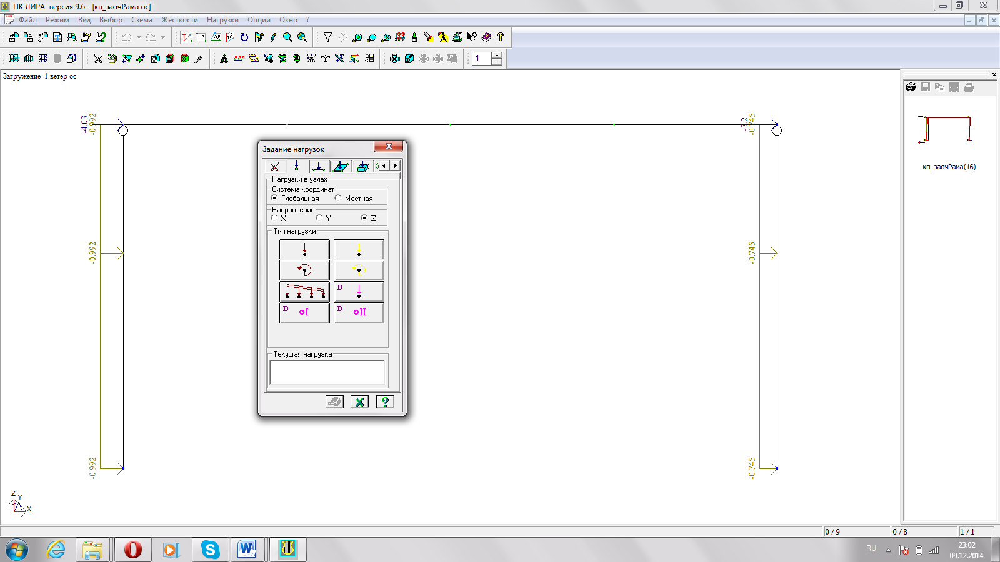 ПК ЛИРА версия 9.6 - [кп_заочРама ос]
Файл Режим Вид Выбор Схема Жесткости Нагрузки Опции Окно ?
1
Загружение 1 ветер ос
-4.03
-0.992
-3.2
-0.745
Задание нагрузок
S
Нагрузки в узлах
Система координат
Глобальная Местная
Направление
X Y Z
Тип нагрузки
D
D I
D H
Текущая нагрузка
?
-0.992
-0.745
-0.992
-0.745
кп_заочРама(16)
Z
Y
X
0 / 9 0 / 8 1 / 1
RU
23:02
09.12.2014